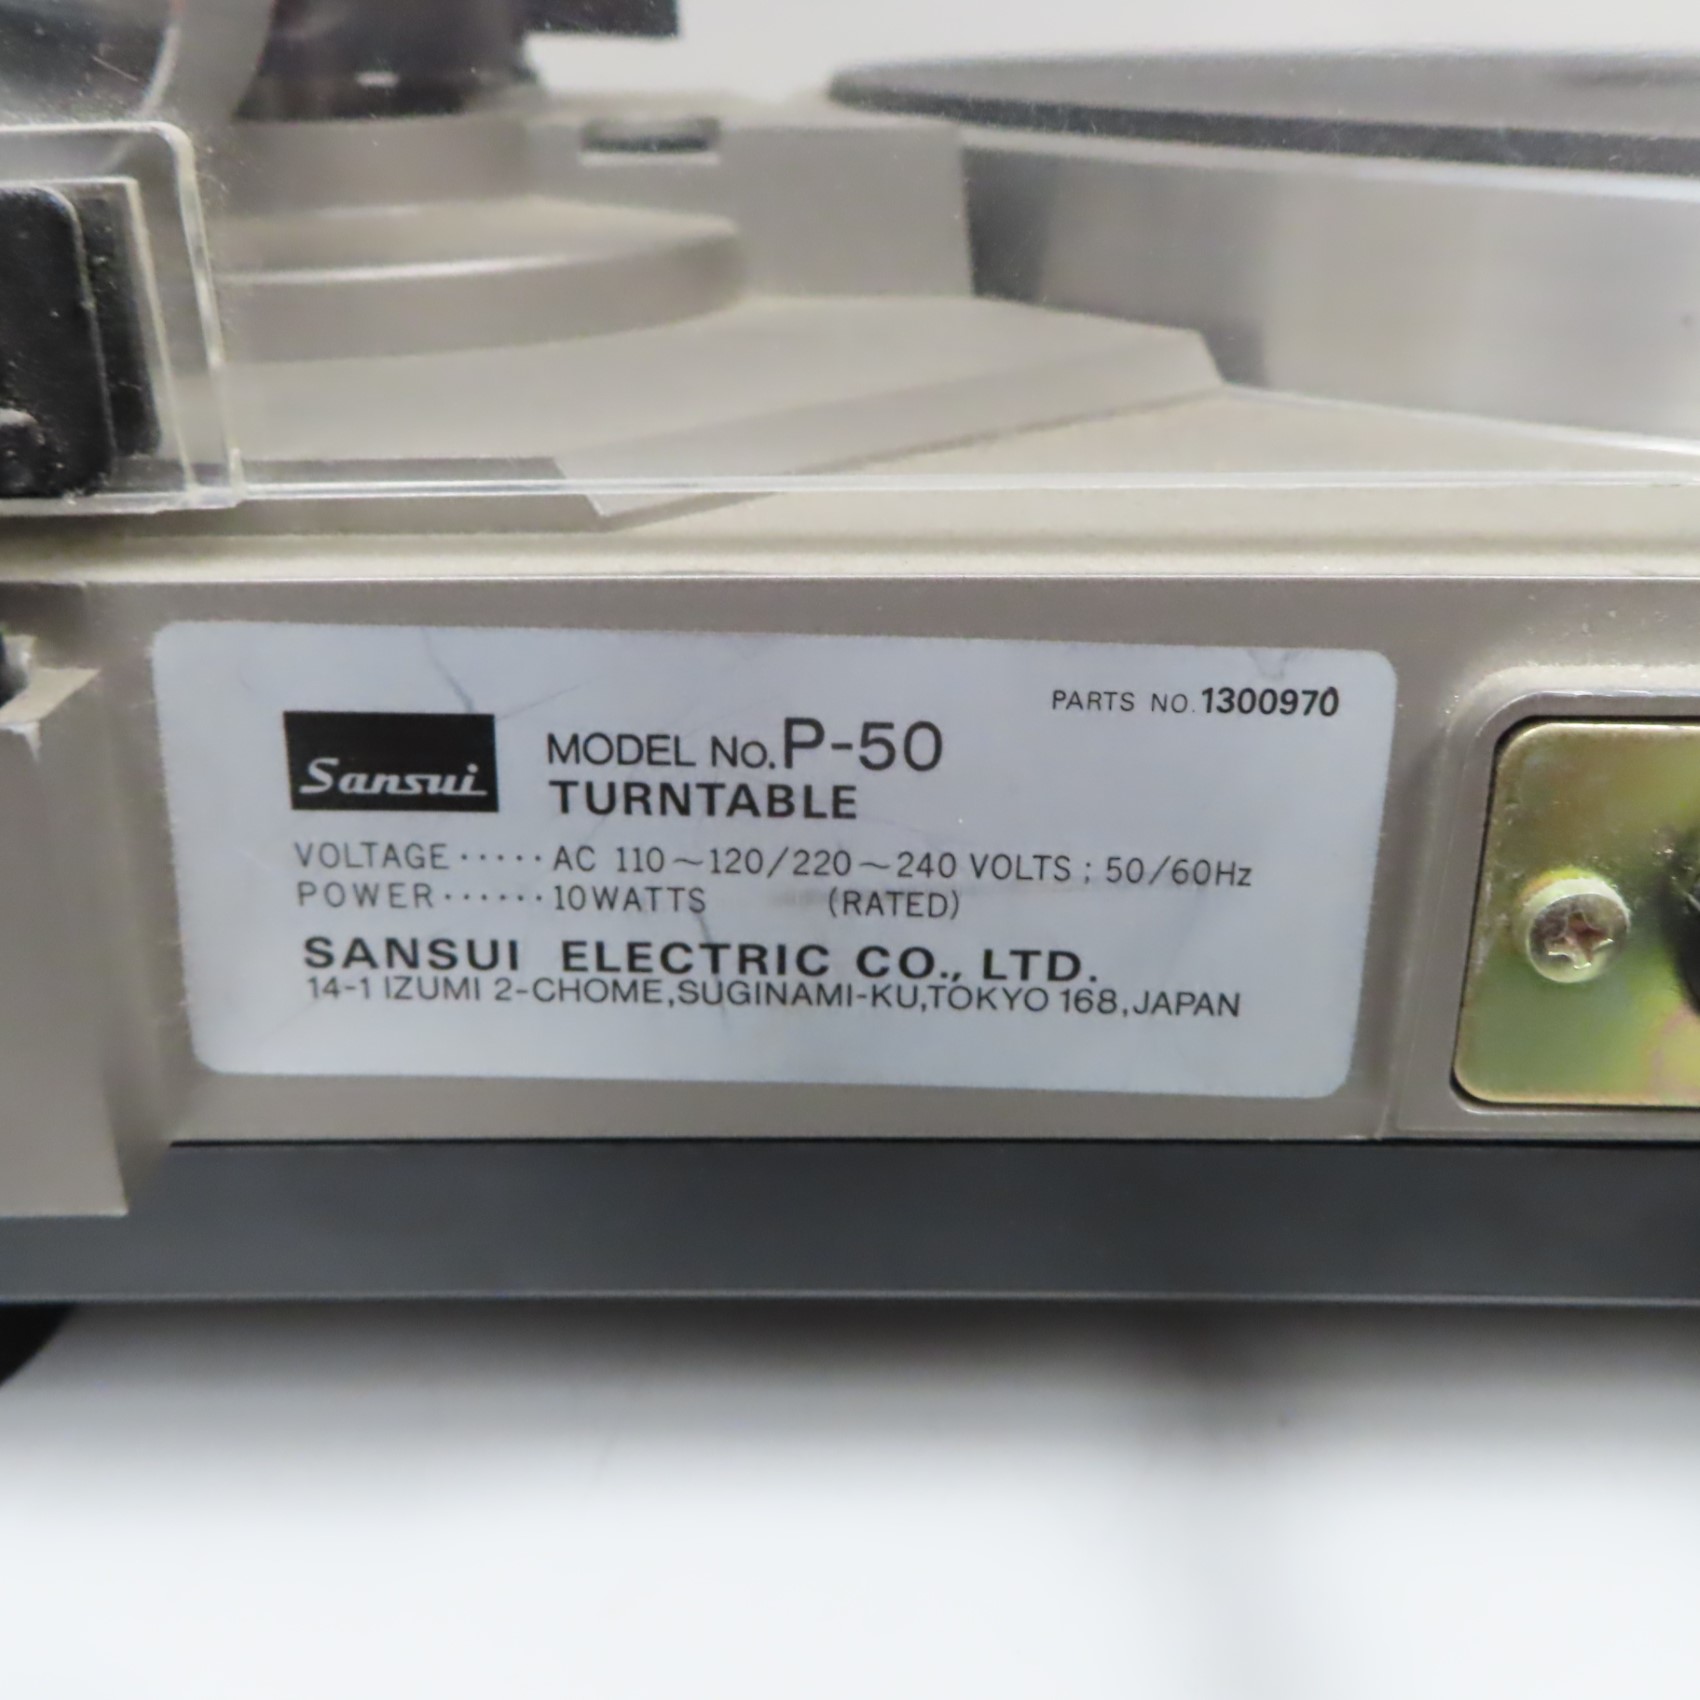 PARTS NO. 1300970
Sansui
MODEL No. P-50
TURNTABLE
VOLTAGE ····· AC 110~120/220~240 VOLTS ; 50/60Hz
POWER ······ 10WATTS (RATED)
SANSUI ELECTRIC CO., LTD.
14-1 IZUMI 2-CHOME, SUGINAMI-KU, TOKYO 168, JAPAN